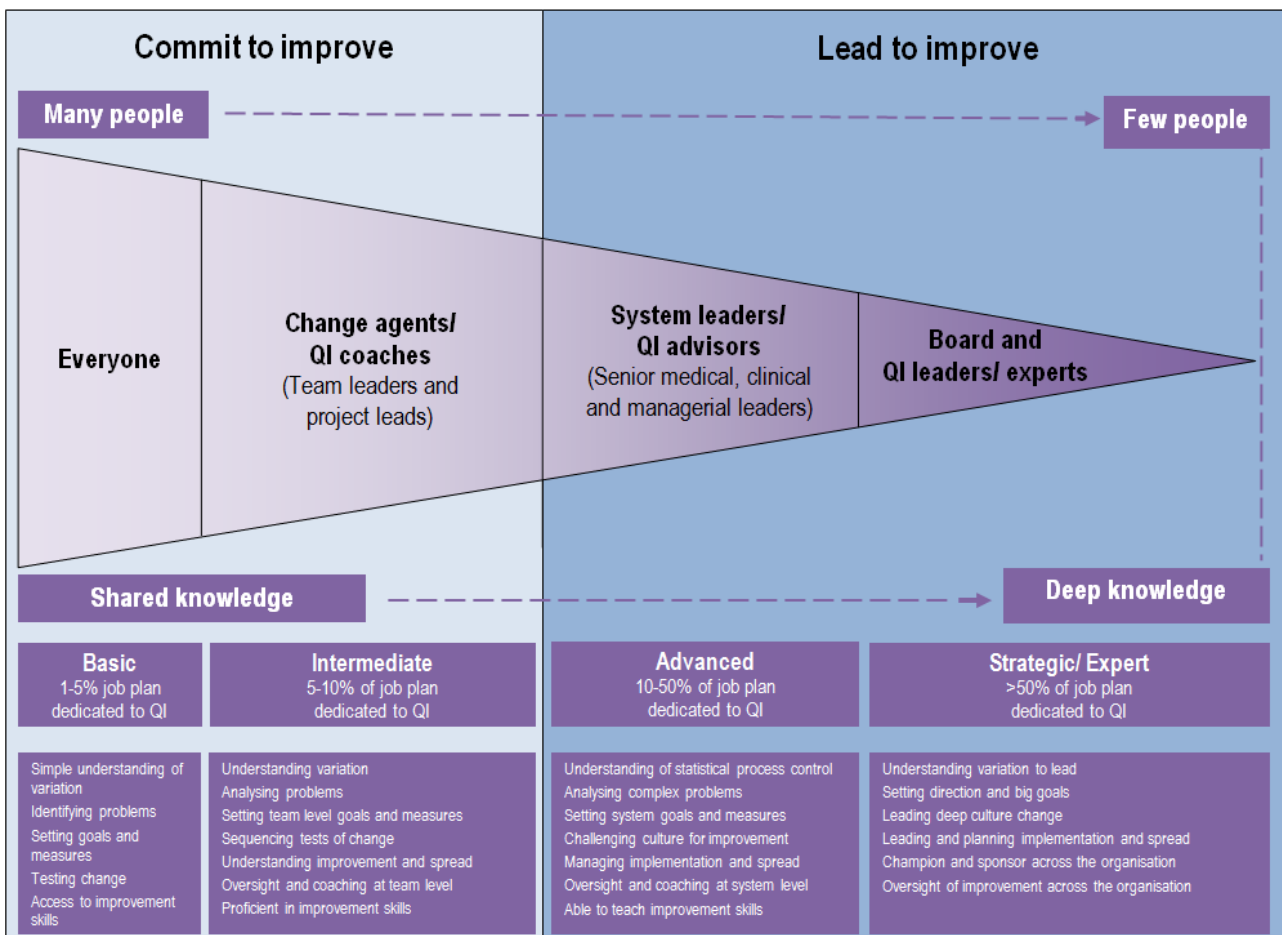 Commit to improve
Lead to improve
Many people
Few people
Everyone
Change agents/
QI coaches
(Team leaders and
project leads)
System leaders/
QI advisors
(Senior medical, clinical
and managerial leaders)
Board and
QI leaders/ experts
Shared knowledge
Deep knowledge
Basic
1-5% job plan
dedicated to QI
Intermediate
5-10% of job plan
dedicated to QI
Advanced
10-50% of job plan
dedicated to QI
Strategic/ Expert
>50% of job plan
dedicated to QI
Simple understanding of
variation
Identifying problems
Setting goals and
measures
Testing change
Access to improvement
skills
Understanding variation
Analysing problems
Setting team level goals and measures
Sequencing tests of change
Understanding improvement and spread
Oversight and coaching at team level
Proficient in improvement skills
Understanding of statistical process control
Analysing complex problems
Setting system goals and measures
Challenging culture for improvement
Managing implementation and spread
Oversight and coaching at system level
Able to teach improvement skills
Understanding variation to lead
Setting direction and big goals
Leading deep culture change
Leading and planning implementation and spread
Champion and sponsor across the organisation
Oversight of improvement across the organisation